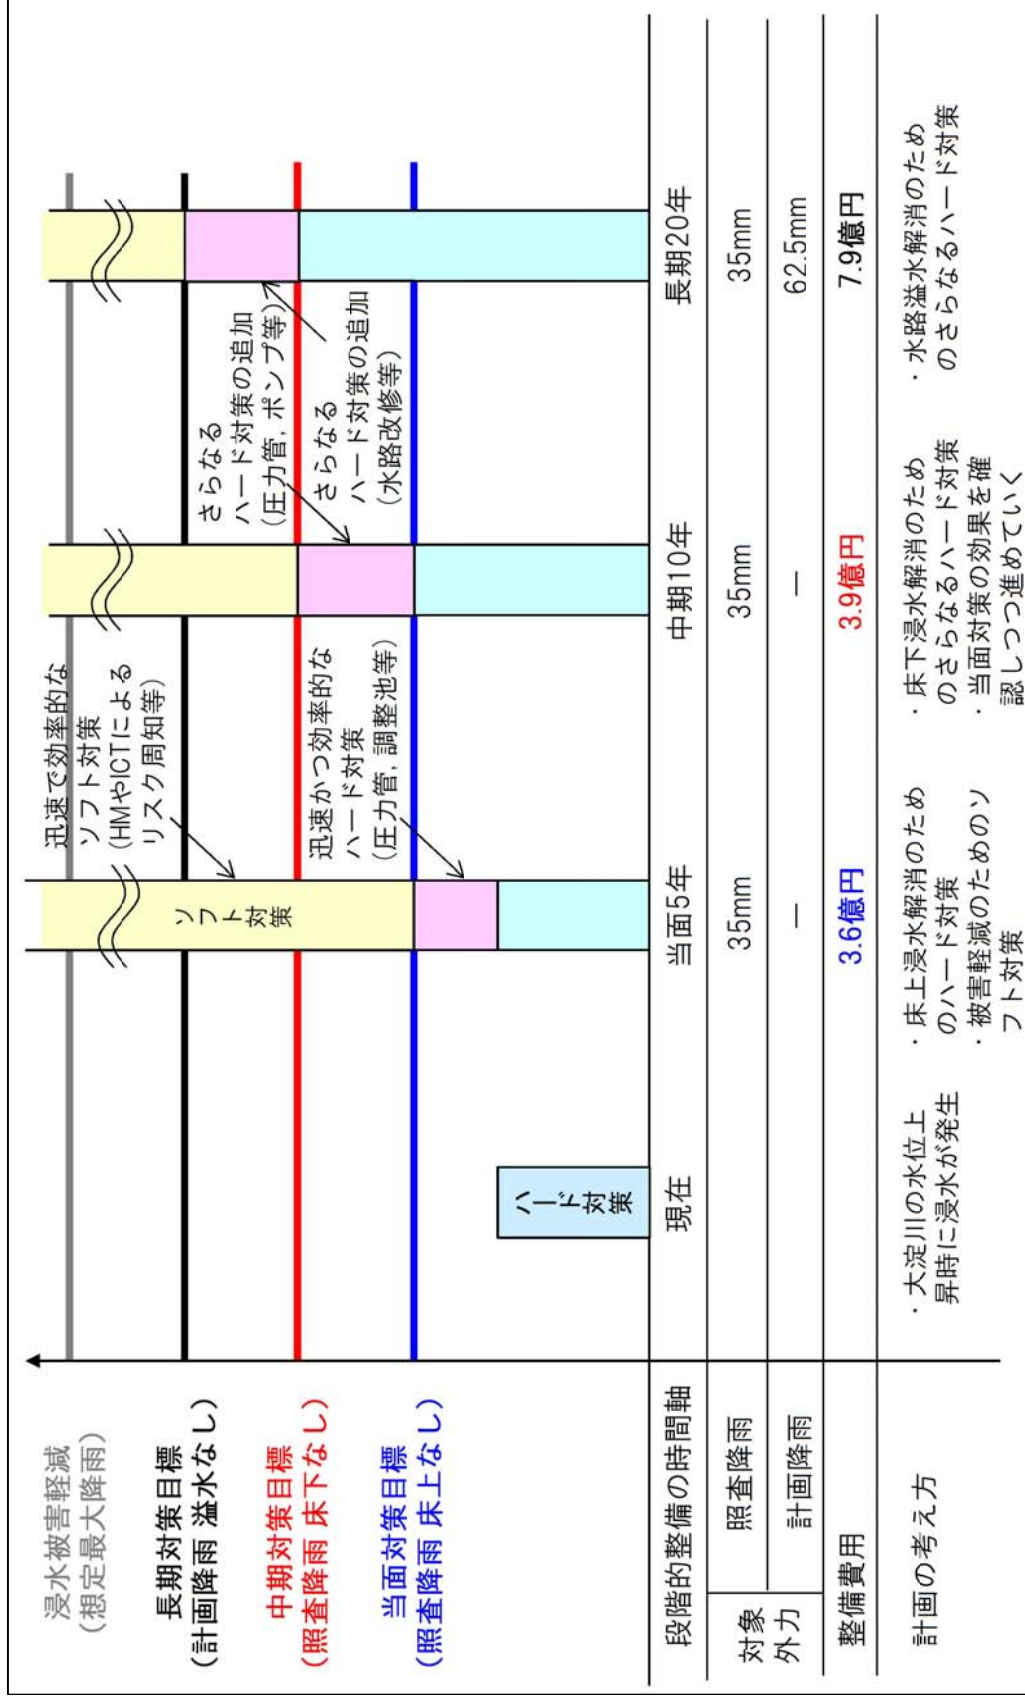 浸水被害軽減
(想定最大降雨)
長期対策目標
(計画降雨 溢水なし)
中期対策目標
(照査降雨 床下なし)
当面対策目標
(照査降雨 床上なし)
迅速で効率的な
ソフト対策
(HMやICTによる
リスク周知等)
迅速かつ効率的な
ハード対策
(圧力管, 調整池等)
さらなる
ハード対策の追加
(圧力管, ポンプ等)
さらなる
ハード対策の追加
(水路改修等)
ハード対策
ソフト対策
段階的整備の時間軸
現在
当面5年
中期10年
長期20年
対象
外力
照査降雨
35mm
35mm
35mm
計画降雨
－
－
62.5mm
整備費用
3.6億円
3.9億円
7.9億円
計画の考え方
・大淀川の水位上
昇時に浸水が発生
・床上浸水解消のため
のハード対策
・被害軽減のためのソ
フト対策
・床下浸水解消のため
のさらなるハード対策
・当面対策の効果を確
認しつつ進めていく
・水路溢水解消のため
のさらなるハード対策